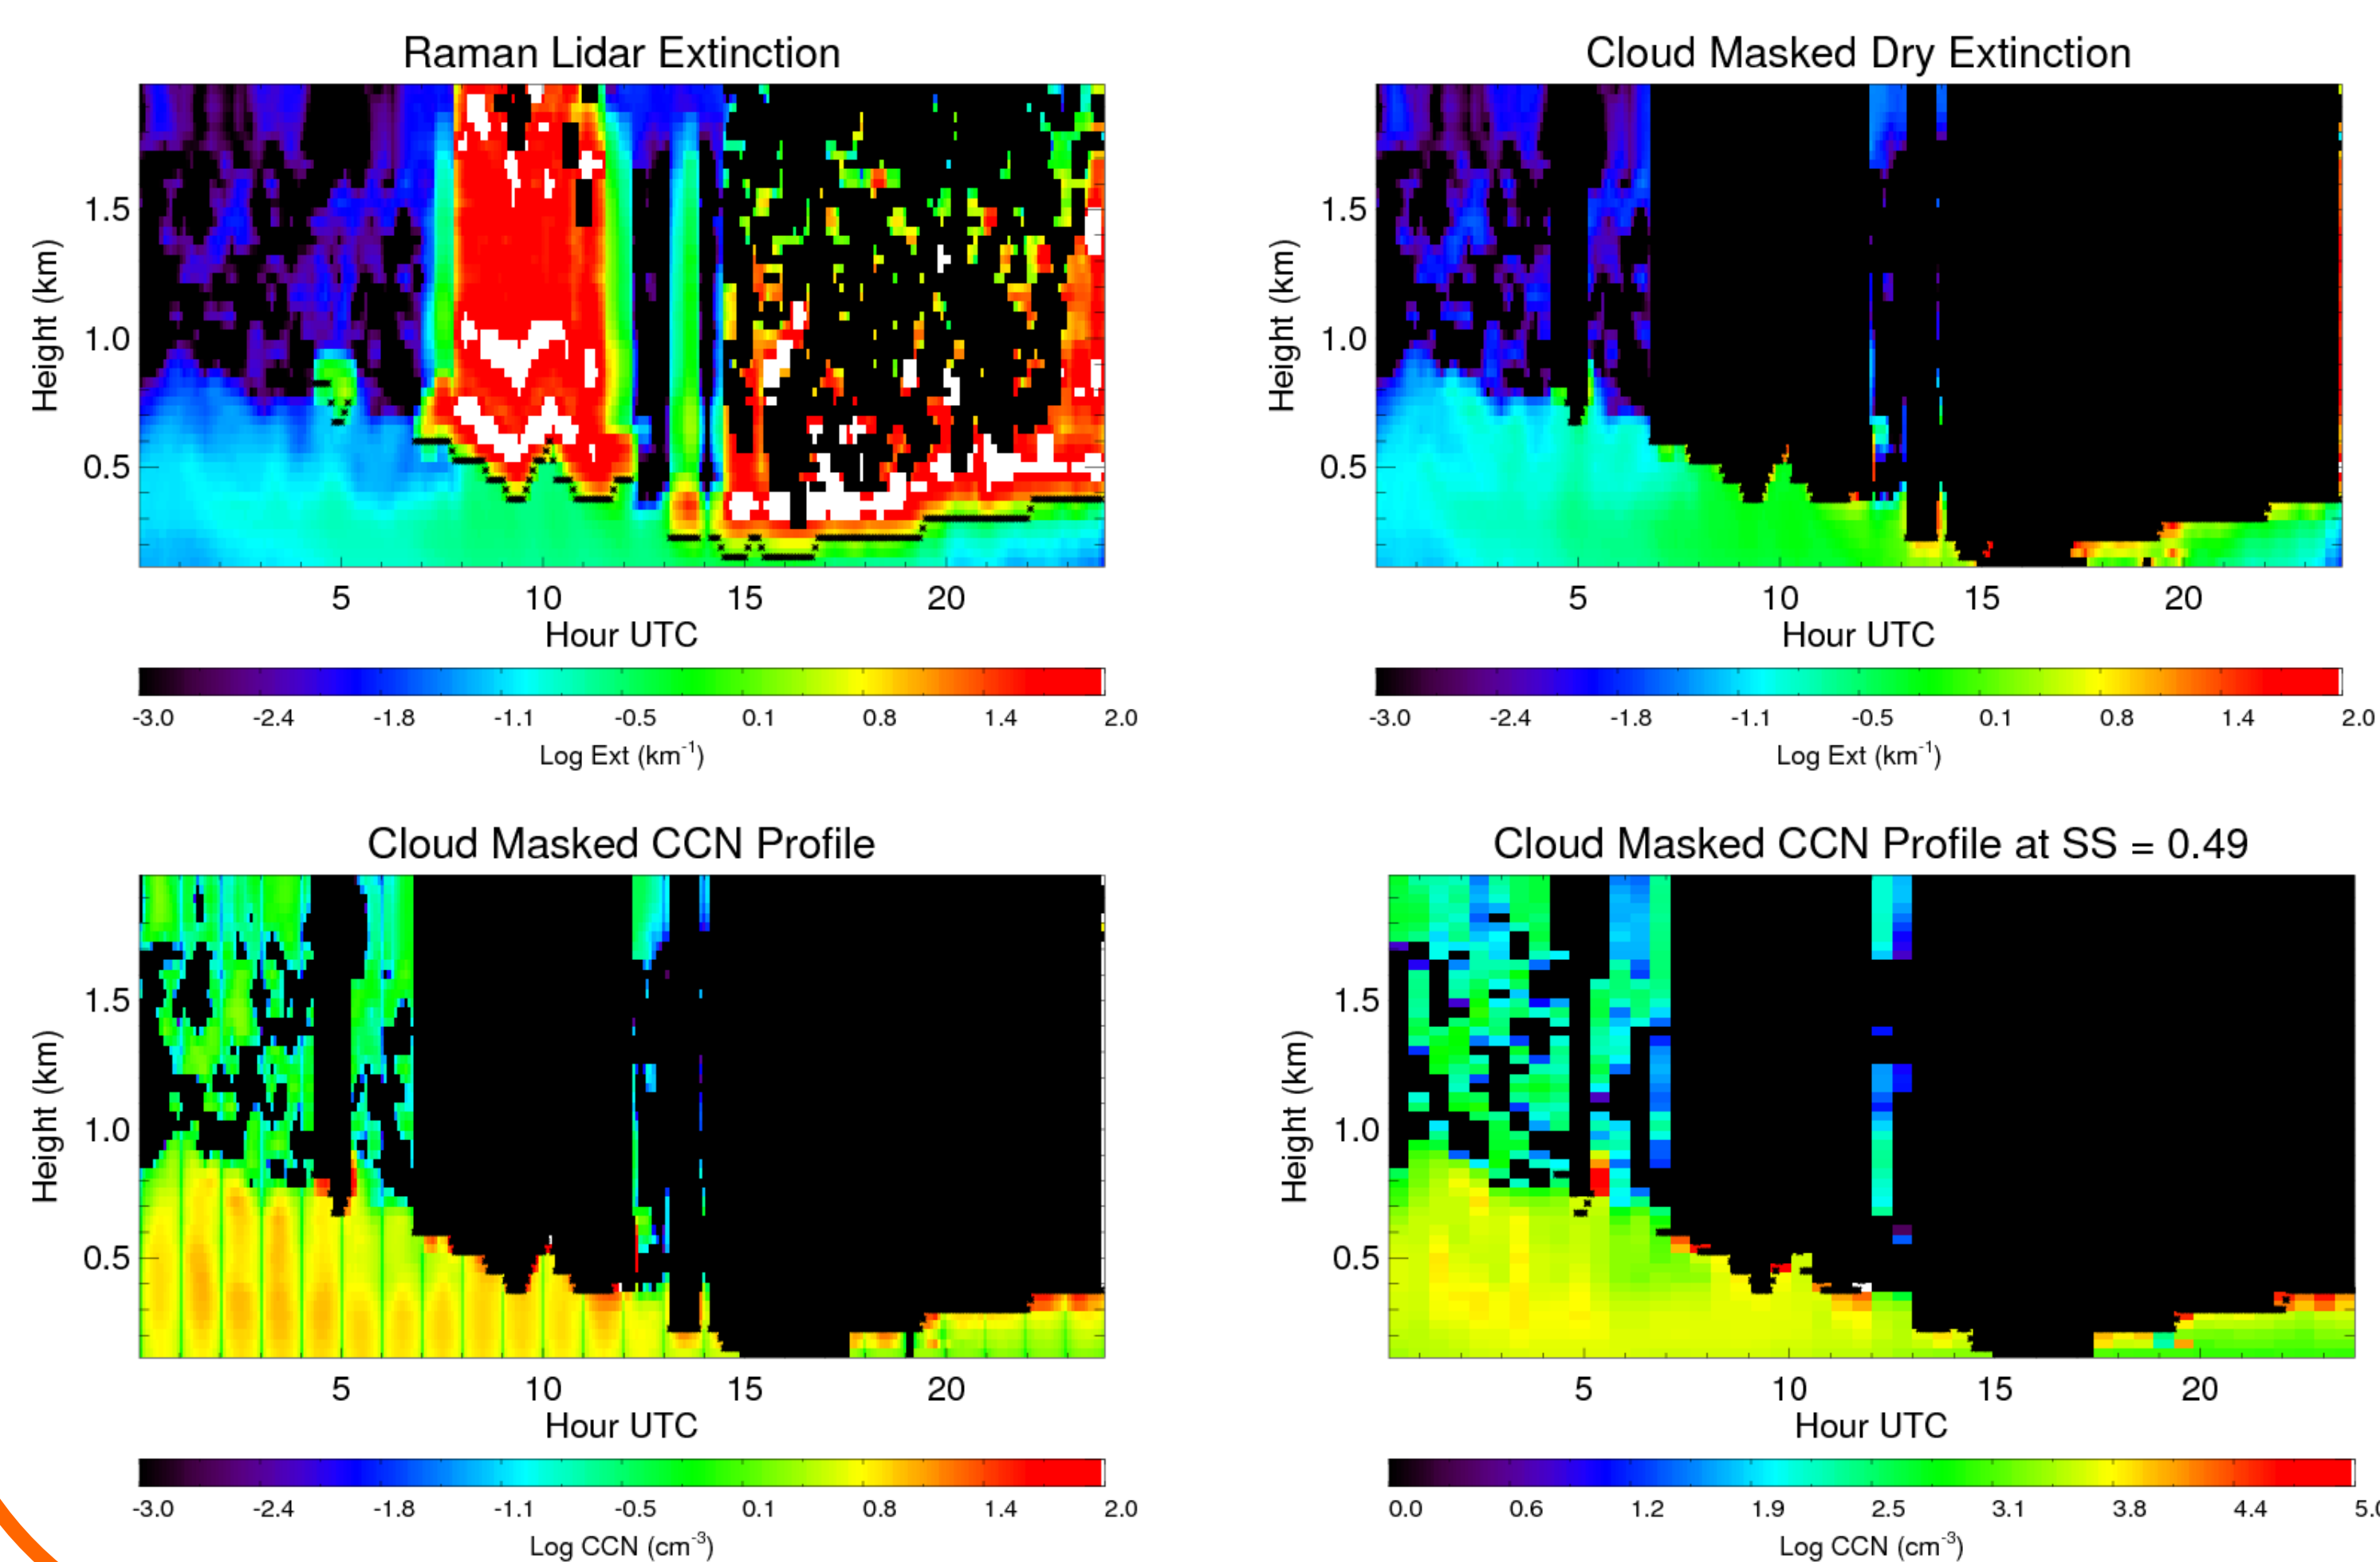 Raman Lidar Extinction
Height (km)
1.5
1.0
0.5
5 10 15 20
Hour UTC
-3.0 -2.4 -1.8 -1.1 -0.5 0.1 0.8 1.4 2.0
Log Ext (km-1)
Cloud Masked Dry Extinction
Height (km)
1.5
1.0
0.5
5 10 15 20
Hour UTC
-3.0 -2.4 -1.8 -1.1 -0.5 0.1 0.8 1.4 2.0
Log Ext (km-1)
Cloud Masked CCN Profile
Height (km)
1.5
1.0
0.5
5 10 15 20
Hour UTC
-3.0 -2.4 -1.8 -1.1 -0.5 0.1 0.8 1.4 2.0
Log CCN (cm-3)
Cloud Masked CCN Profile at SS = 0.49
Height (km)
1.5
1.0
0.5
5 10 15 20
Hour UTC
0.0 0.6 1.2 1.9 2.5 3.1 3.8 4.4 5.0
Log CCN (cm-3)